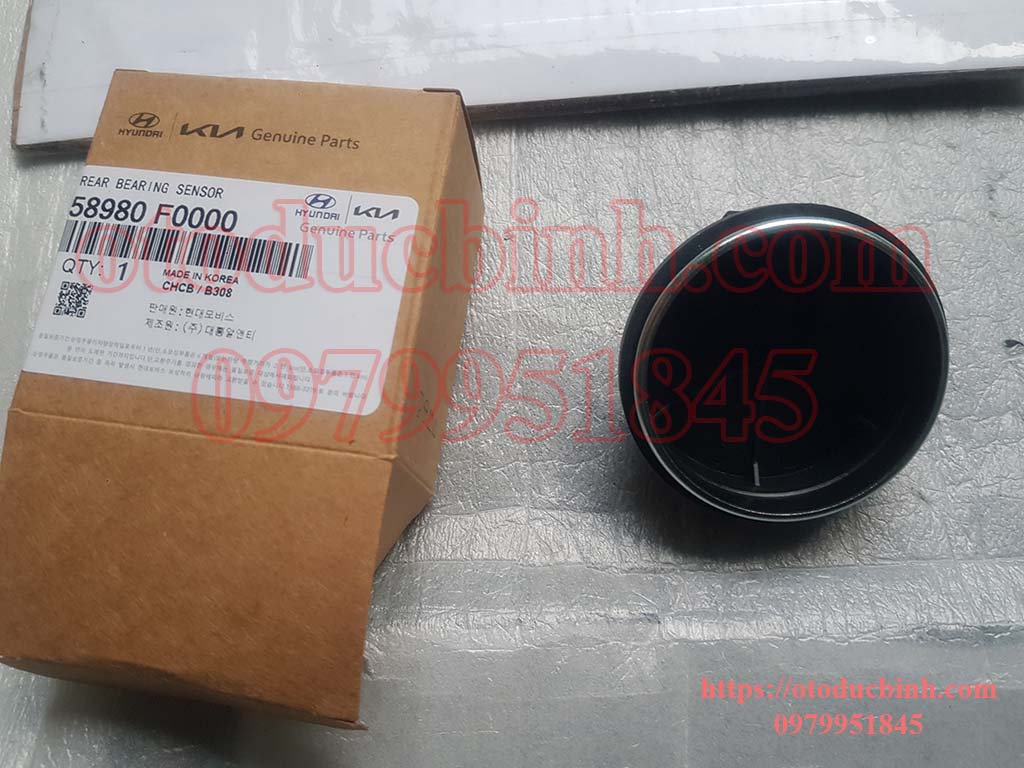 HYUNDAI KIA Genuine Parts
REAR BEARING SENSOR
58980 F0000
HYUNDAI KIA
Genuine Parts
QTY: 1
MADE IN KOREA
CHCB / B308
판매원 : 현대모비스
제조원 : (주) 대흥알앤티
otoducbinh.com
0979951845
https://otoducbinh.com
0979951845